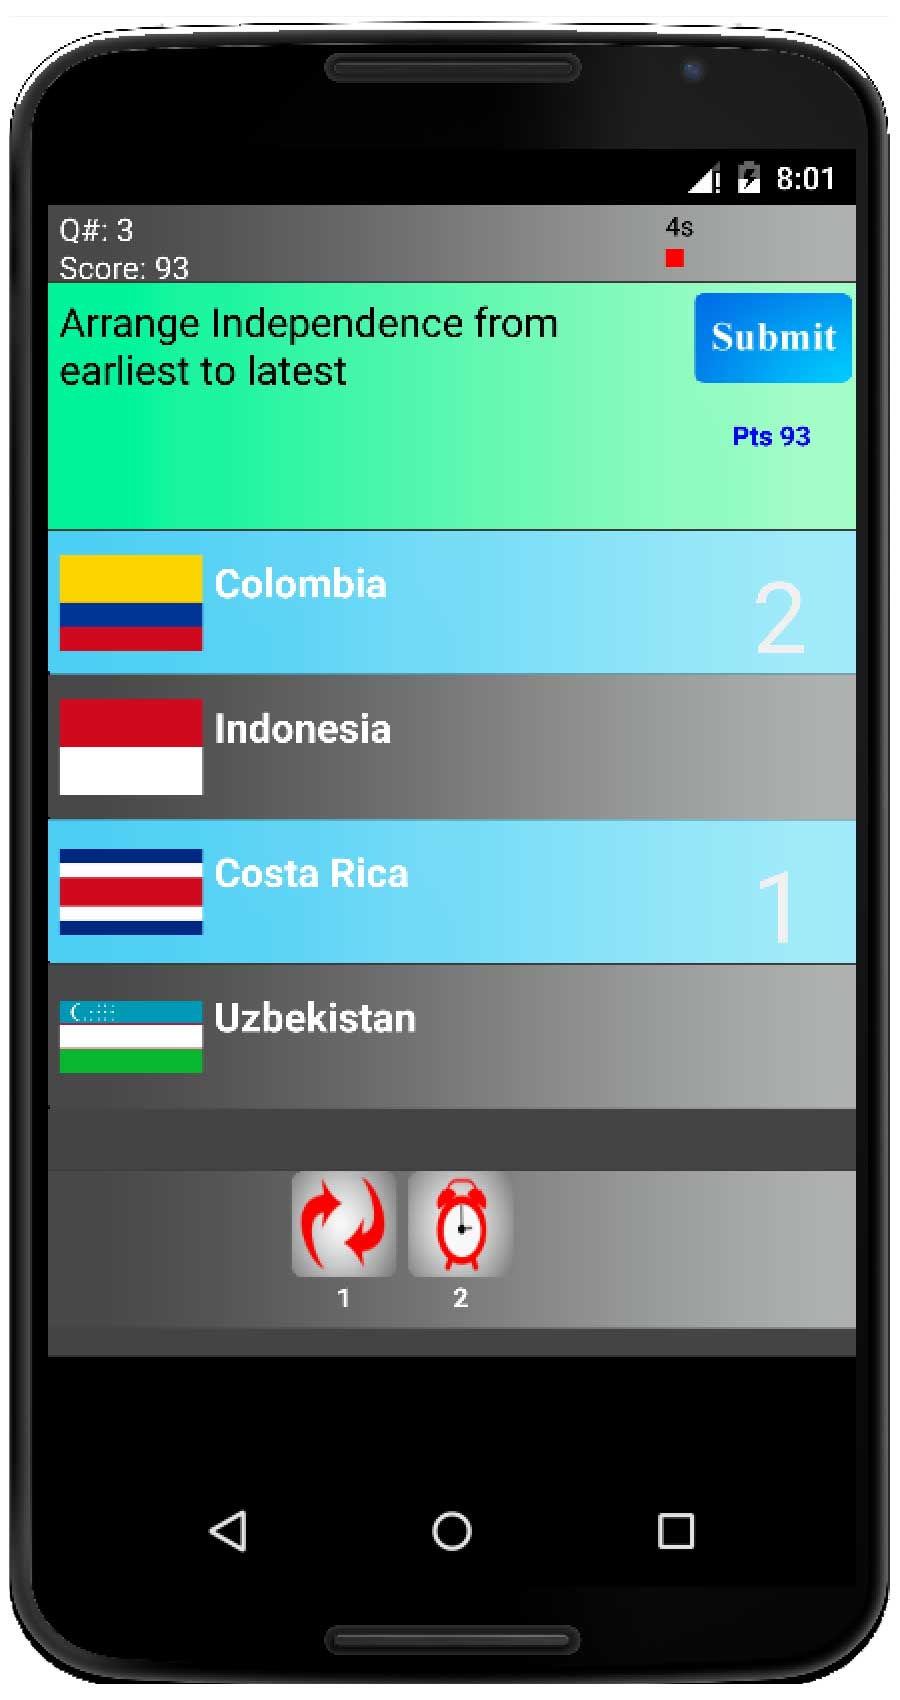 8:01
Q#: 3
4s
Score: 93
Arrange Independence from
earliest to latest
Submit
Pts 93
Colombia
2
Indonesia
Costa Rica
1
Uzbekistan
1
2